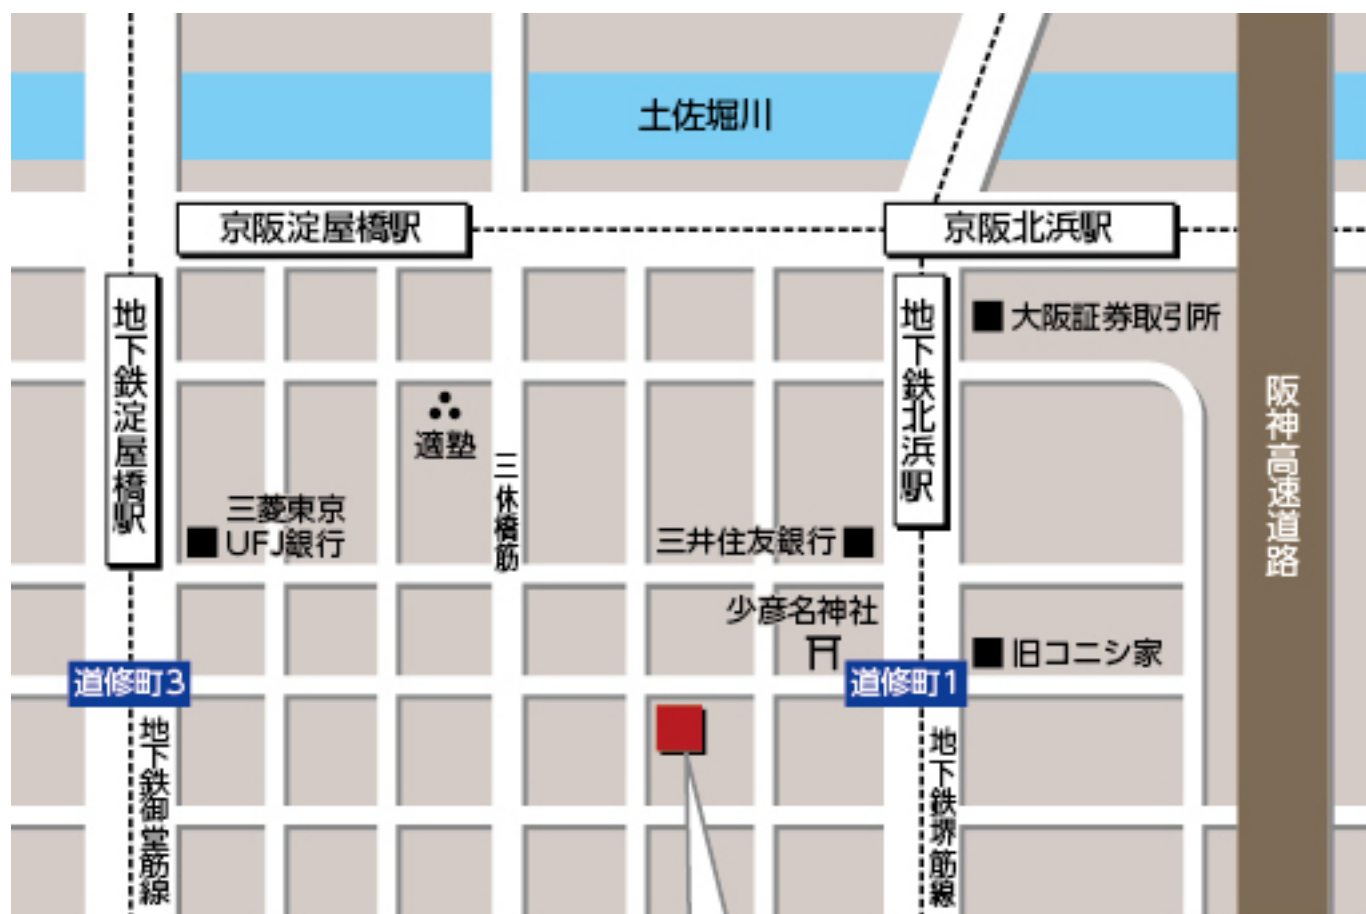 土佐堀川
京阪淀屋橋駅
京阪北浜駅
地下鉄淀屋橋駅
地下鉄北浜駅
大阪証券取引所
阪神高速道路
適塾
三休橋筋
三菱東京
UFJ銀行
三井住友銀行
少彦名神社
旧コニシ家
道修町3
道修町1
地下鉄御堂筋線
地下鉄堺筋線